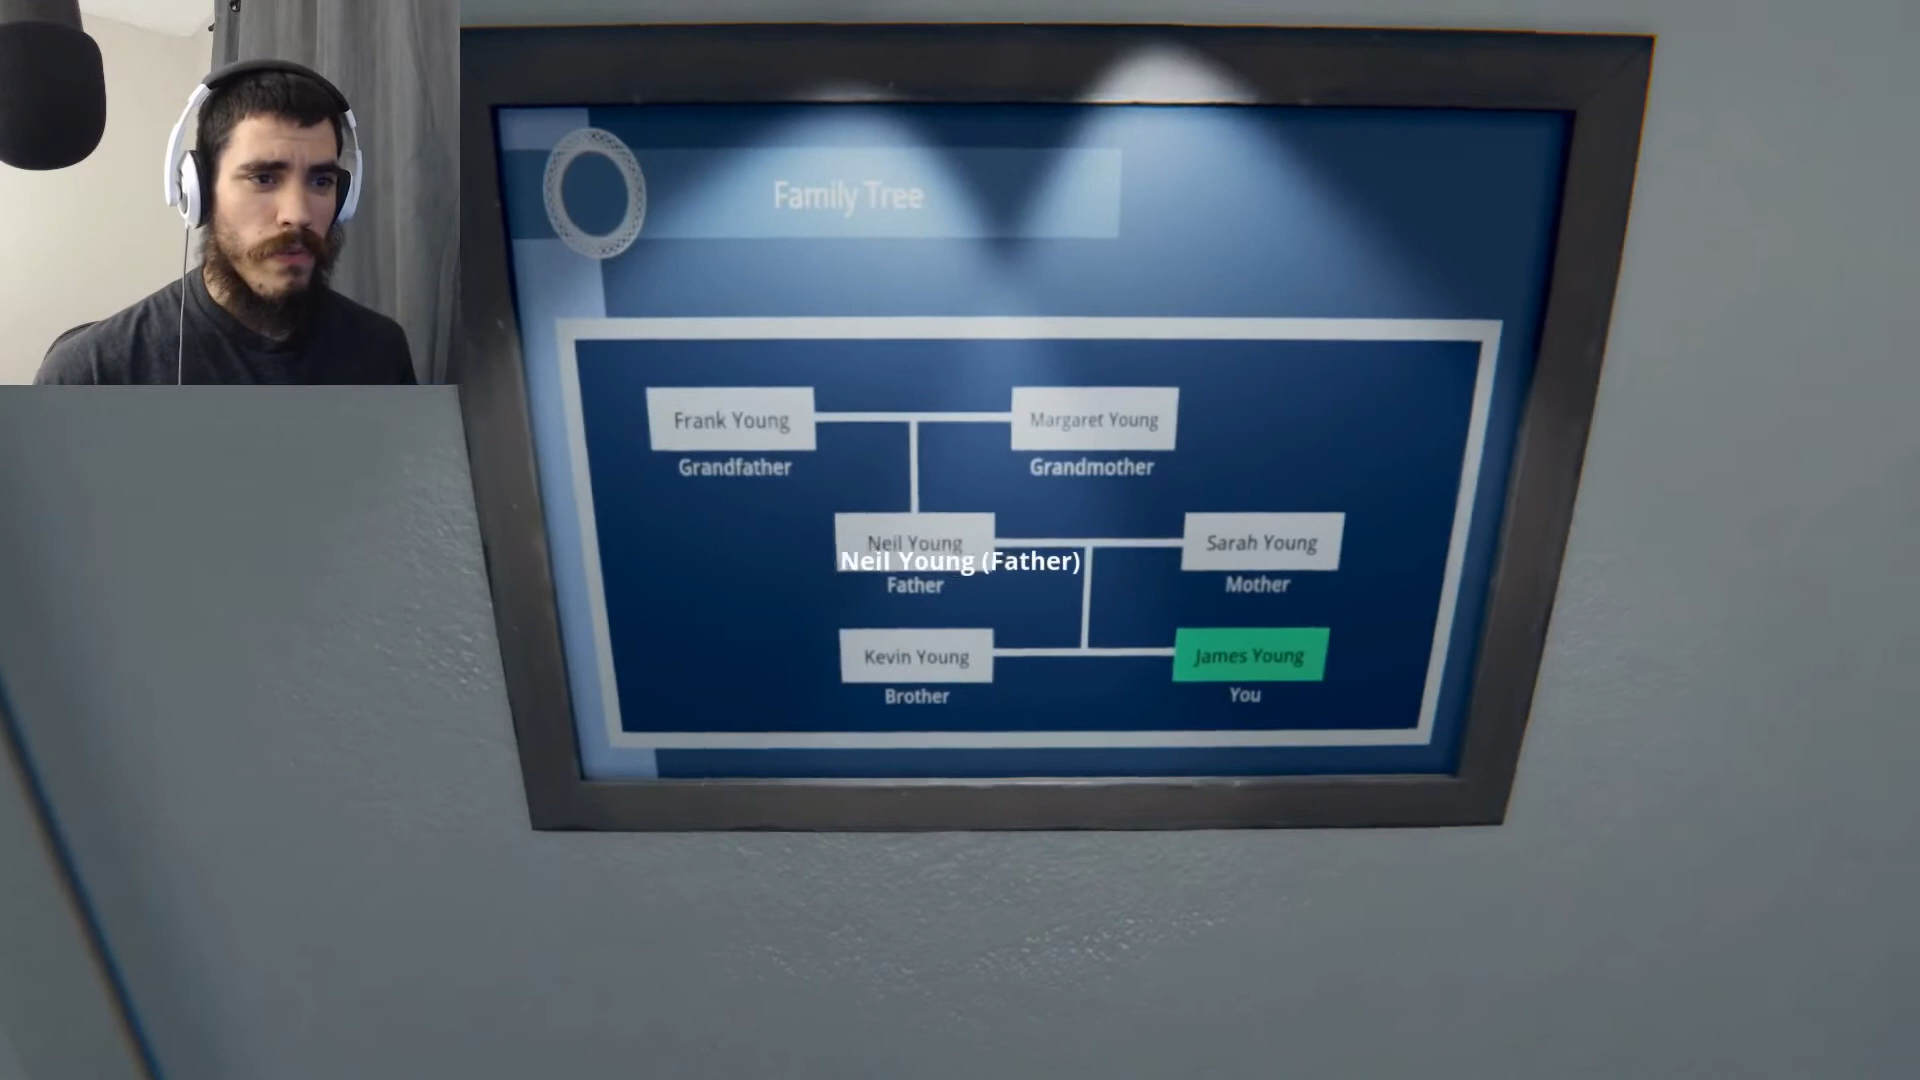 Family Tree
Frank Young
Margaret Young
Grandfather
Grandmother
Neil Young
Sarah Young
Neil Young (Father)
Father
Mother
Kevin Young
James Young
Brother
You